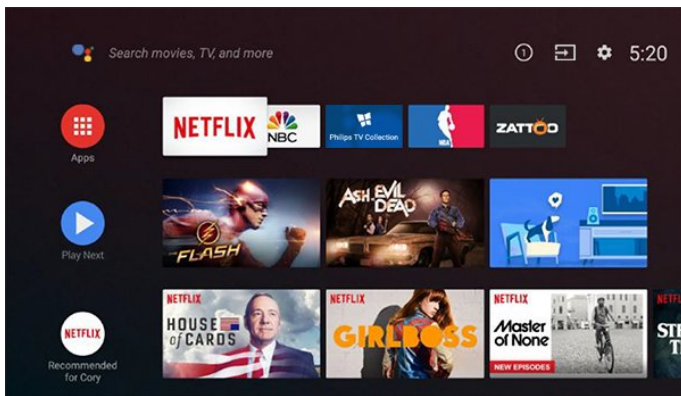 Search movies, TV, and more
1
5:20
Apps
NETFLIX
NBC
Philips TV Collection
NBA
ZATTOO
Play Next
THE
FLASH
ASH VS EVIL
DEAD
NETFLIX
Recommended
for Cory
NETFLIX
HOUSE
of CARDS
NETFLIX
GIRLBOSS
NETFLIX
Master
of None
NEW EPISODES